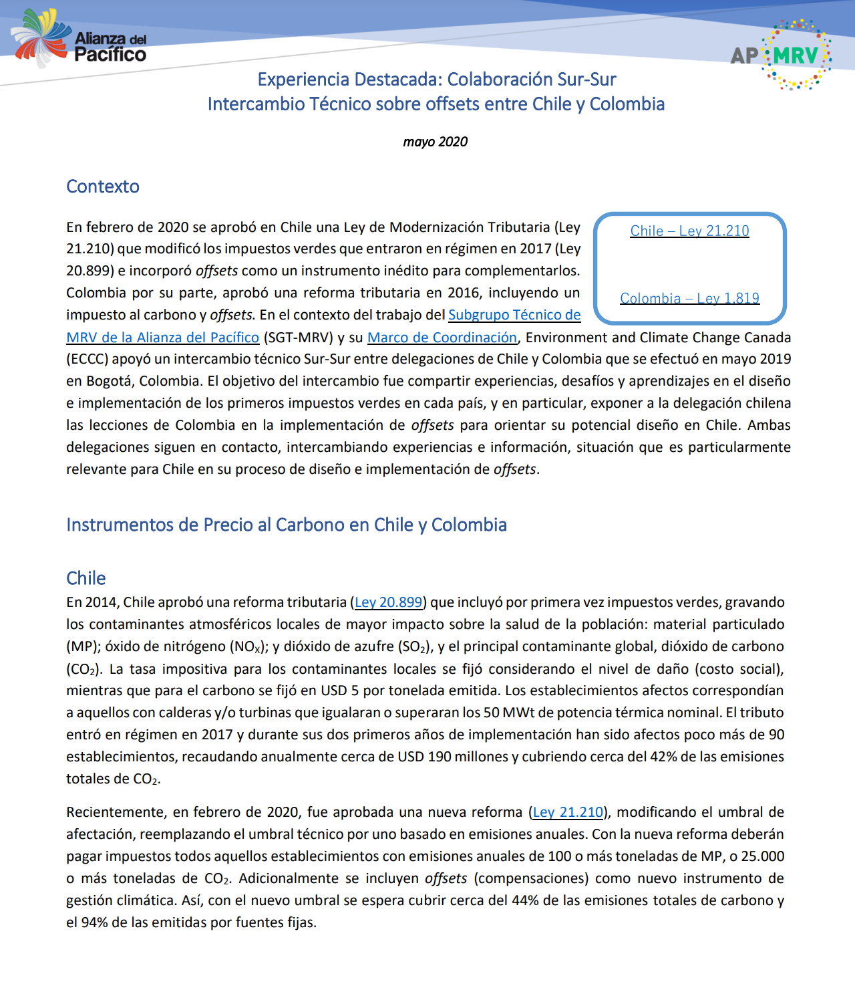 Alianza del
Pacífico
AP MRV
Experiencia Destacada: Colaboración Sur-Sur
Intercambio Técnico sobre offsets entre Chile y Colombia
mayo 2020
Contexto
En febrero de 2020 se aprobó en Chile una Ley de Modernización Tributaria (Ley
21.210) que modificó los impuestos verdes que entraron en régimen en 2017 (Ley
20.899) e incorporó offsets como un instrumento inédito para complementarlos.
Colombia por su parte, aprobó una reforma tributaria en 2016, incluyendo un
impuesto al carbono y offsets. En el contexto del trabajo del Subgrupo Técnico de
MRV de la Alianza del Pacífico (SGT-MRV) y su Marco de Coordinación, Environment and Climate Change Canada
(ECCC) apoyó un intercambio técnico Sur-Sur entre delegaciones de Chile y Colombia que se efectuó en mayo 2019
en Bogotá, Colombia. El objetivo del intercambio fue compartir experiencias, desafíos y aprendizajes en el diseño
e implementación de los primeros impuestos verdes en cada país, y en particular, exponer a la delegación chilena
las lecciones de Colombia en la implementación de offsets para orientar su potencial diseño en Chile. Ambas
delegaciones siguen en contacto, intercambiando experiencias e información, situación que es particularmente
relevante para Chile en su proceso de diseño e implementación de offsets.
Chile – Ley 21.210
Colombia – Ley 1.819
Instrumentos de Precio al Carbono en Chile y Colombia
Chile
En 2014, Chile aprobó una reforma tributaria (Ley 20.899) que incluyó por primera vez impuestos verdes, gravando
los contaminantes atmosféricos locales de mayor impacto sobre la salud de la población: material particulado
(MP); óxido de nitrógeno (NOₓ); y dióxido de azufre (SO₂), y el principal contaminante global, dióxido de carbono
(CO₂). La tasa impositiva para los contaminantes locales se fijó considerando el nivel de daño (costo social),
mientras que para el carbono se fijó en USD 5 por tonelada emitida. Los establecimientos afectos correspondían
a aquellos con calderas y/o turbinas que igualaran o superaran los 50 MWt de potencia térmica nominal. El tributo
entró en régimen en 2017 y durante sus dos primeros años de implementación han sido afectos poco más de 90
establecimientos, recaudando anualmente cerca de USD 190 millones y cubriendo cerca del 42% de las emisiones
totales de CO₂.
Recientemente, en febrero de 2020, fue aprobada una nueva reforma (Ley 21.210), modificando el umbral de
afectación, reemplazando el umbral técnico por uno basado en emisiones anuales. Con la nueva reforma deberán
pagar impuestos todos aquellos establecimientos con emisiones anuales de 100 o más toneladas de MP, o 25.000
o más toneladas de CO₂. Adicionalmente se incluyen offsets (compensaciones) como nuevo instrumento de
gestión climática. Así, con el nuevo umbral se espera cubrir cerca del 44% de las emisiones totales de carbono y
el 94% de las emitidas por fuentes fijas.